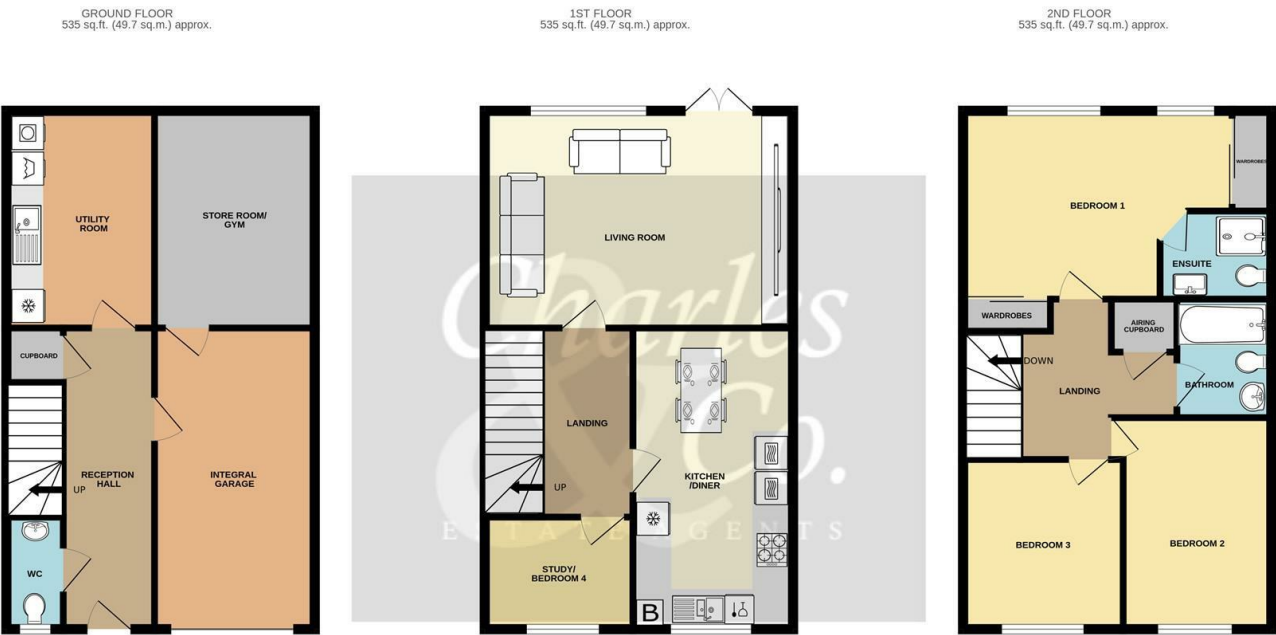 GROUND FLOOR
535 sq.ft. (49.7 sq.m.) approx.
UTILITY
ROOM
STORE ROOM/
GYM
CUPBOARD
UP
RECEPTION
HALL
INTEGRAL
GARAGE
WC
1ST FLOOR
535 sq.ft. (49.7 sq.m.) approx.
LIVING ROOM
LANDING
UP
KITCHEN
/DINER
STUDY/
BEDROOM 4
B
Charles
& Co.
ESTATE AGENTS
2ND FLOOR
535 sq.ft. (49.7 sq.m.) approx.
WARDROBES
BEDROOM 1
ENSUITE
WARDROBES
AIRING
CUPBOARD
DOWN
LANDING
BATHROOM
BEDROOM 3
BEDROOM 2